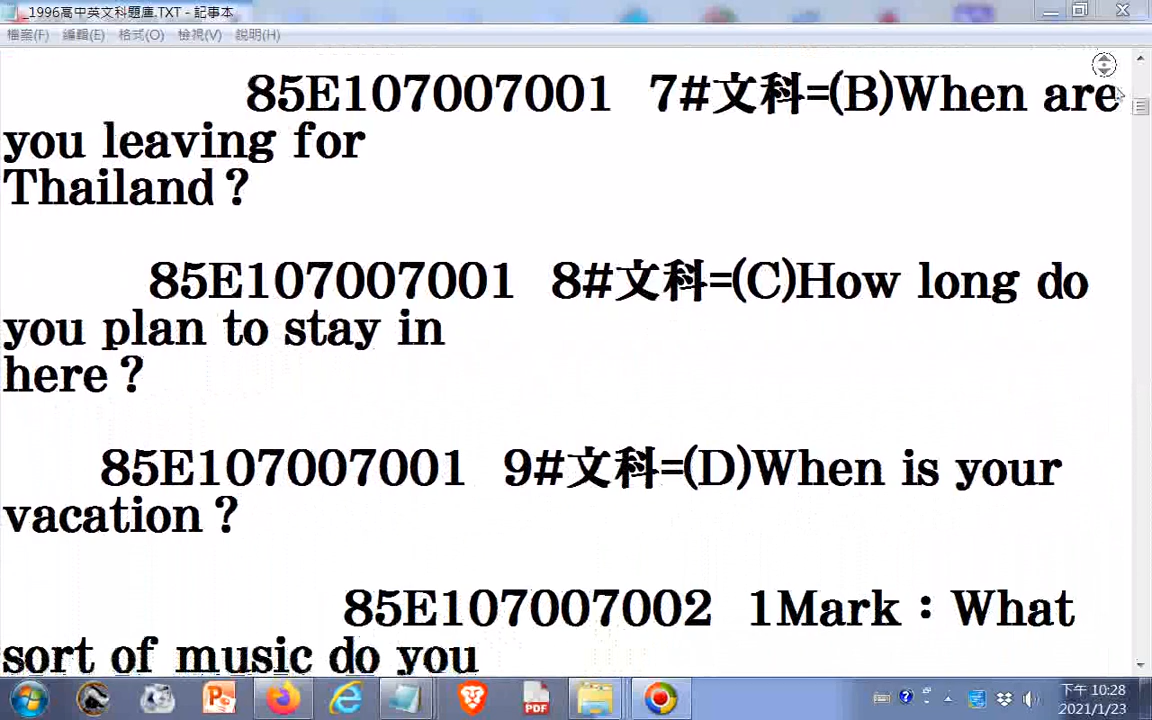 _1996高中英文科題庫.TXT - 記事本
檔案(F) 編輯(E) 格式(O) 檢視(V) 說明(H)
85E107007001 7#文科=(B)When are
you leaving for
Thailand？
85E107007001 8#文科=(C)How long do
you plan to stay in
here？
85E107007001 9#文科=(D)When is your
vacation？
85E107007002 1Mark：What
sort of music do you
下午 10:28
2021/1/23
PDF